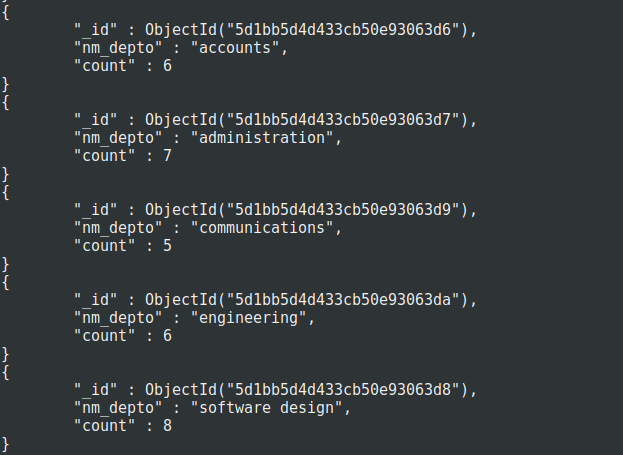 {
"_id" : ObjectId("5d1bb5d4d433cb50e93063d6"),
"nm_depto" : "accounts",
"count" : 6
}
{
"_id" : ObjectId("5d1bb5d4d433cb50e93063d7"),
"nm_depto" : "administration",
"count" : 7
}
{
"_id" : ObjectId("5d1bb5d4d433cb50e93063d9"),
"nm_depto" : "communications",
"count" : 5
}
{
"_id" : ObjectId("5d1bb5d4d433cb50e93063da"),
"nm_depto" : "engineering",
"count" : 6
}
{
"_id" : ObjectId("5d1bb5d4d433cb50e93063d8"),
"nm_depto" : "software design",
"count" : 8
}